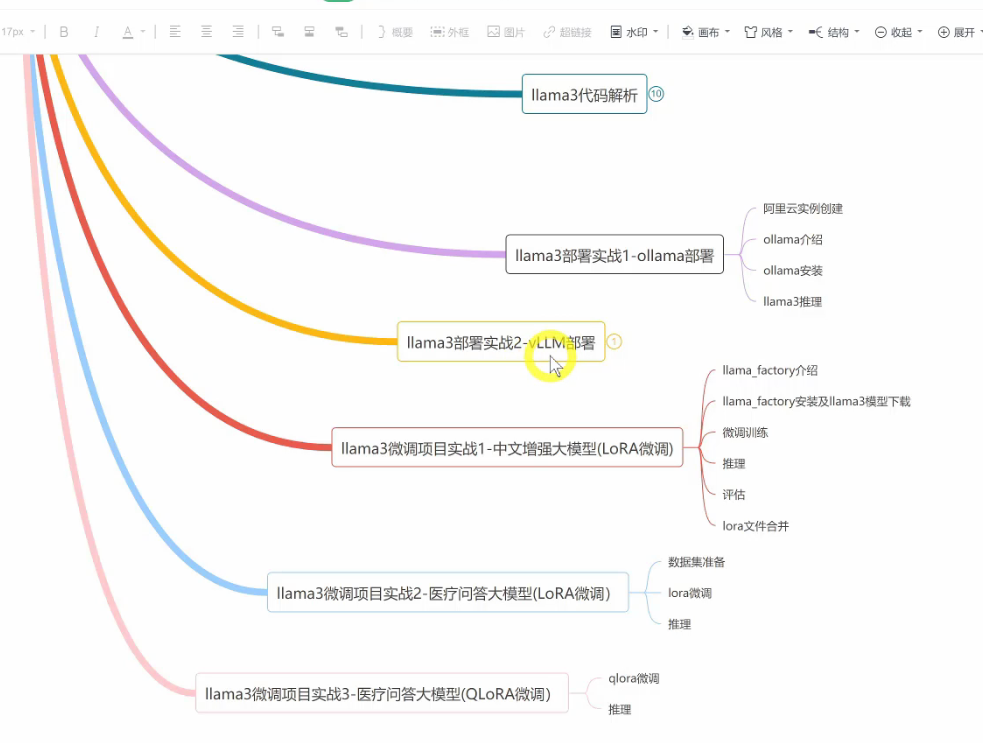 17px B I A 概要 外框 图片 超链接 水印 画布 风格 结构 收起 展开
llama3代码解析 10
llama3部署实战1-ollama部署
阿里云实例创建
ollama介绍
ollama安装
llama3推理
llama3部署实战2-vLLM部署 1
llama3微调项目实战1-中文增强大模型(LoRA微调)
llama_factory介绍
llama_factory安装及llama3模型下载
微调训练
推理
评估
lora文件合并
llama3微调项目实战2-医疗问答大模型(LoRA微调)
数据集准备
lora微调
推理
llama3微调项目实战3-医疗问答大模型(QLoRA微调)
qlora微调
推理